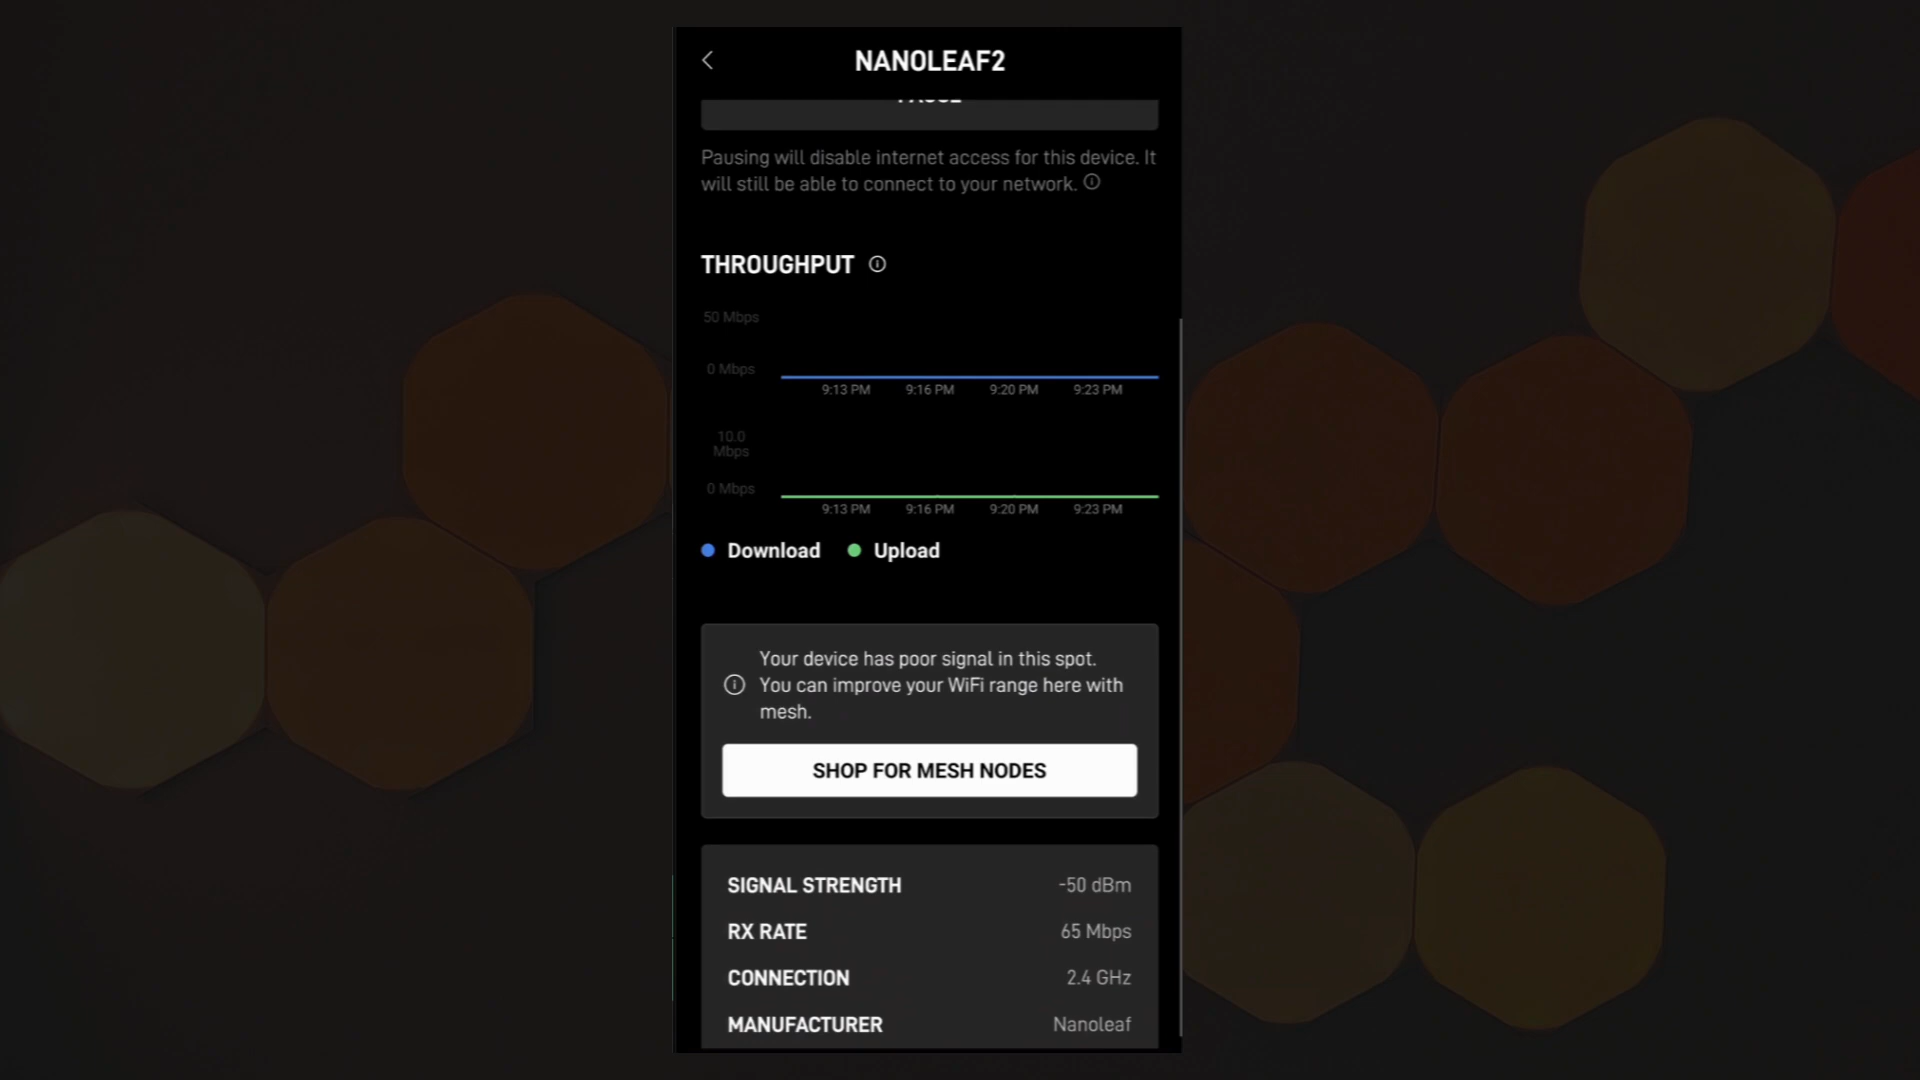 NANOLEAF2
PAUSE
Pausing will disable internet access for this device. It
will still be able to connect to your network.
THROUGHPUT
50 Mbps
0 Mbps
9:13 PM 9:16 PM 9:20 PM 9:23 PM
10.0
Mbps
0 Mbps
9:13 PM 9:16 PM 9:20 PM 9:23 PM
Download Upload
Your device has poor signal in this spot.
You can improve your WiFi range here with
mesh.
SHOP FOR MESH NODES
SIGNAL STRENGTH -50 dBm
RX RATE 65 Mbps
CONNECTION 2.4 GHz
MANUFACTURER Nanoleaf